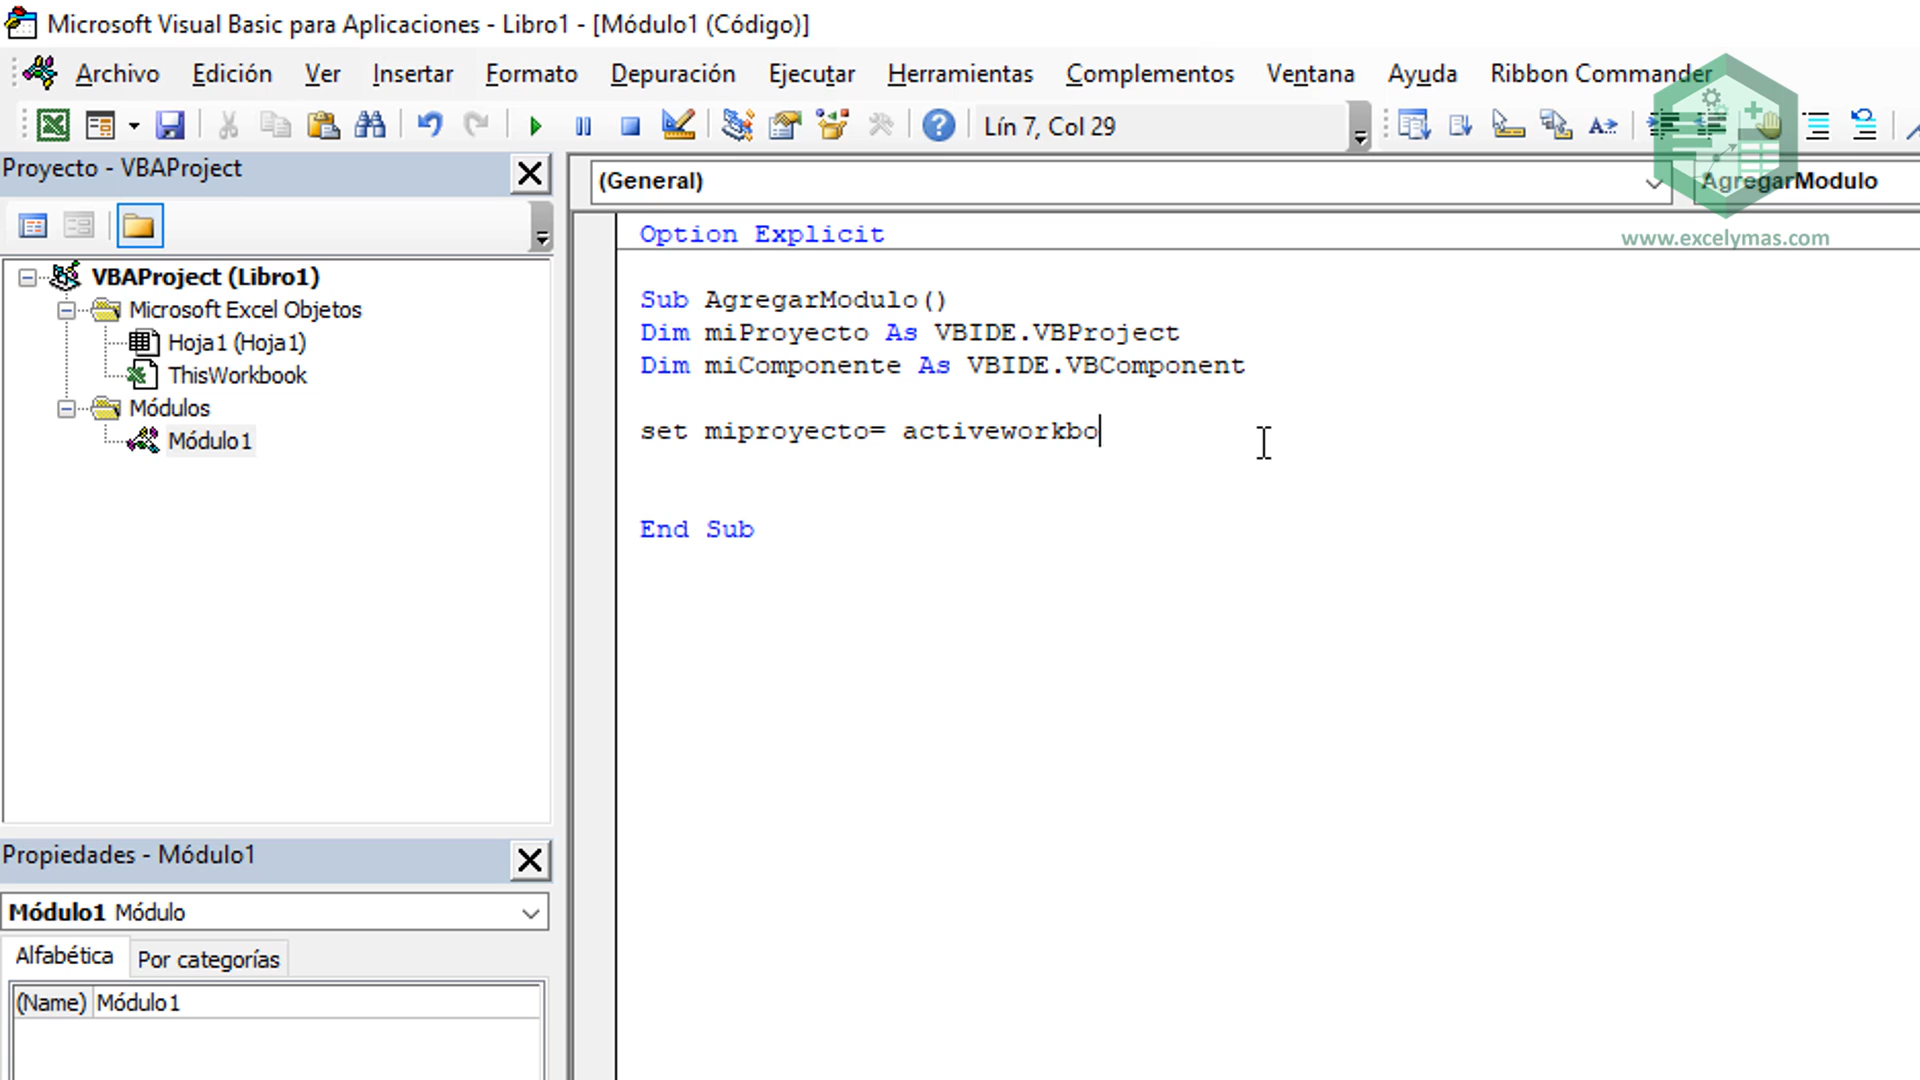 Microsoft Visual Basic para Aplicaciones - Libro1 - [Módulo1 (Código)]
Archivo Edición Ver Insertar Formato Depuración Ejecutar Herramientas Complementos Ventana Ayuda Ribbon Commander
Lín 7, Col 29
Proyecto - VBAProject
(General)
AgregarModulo
www.excelymas.com
VBAProject (Libro1)
Microsoft Excel Objetos
Hoja1 (Hoja1)
ThisWorkbook
Módulos
Módulo1
Option Explicit
Sub AgregarModulo()
Dim miProyecto As VBIDE.VBProject
Dim miComponente As VBIDE.VBComponent
set miproyecto= activeworkbo
End Sub
Propiedades - Módulo1
Módulo1 Módulo
Alfabética Por categorías
(Name) Módulo1